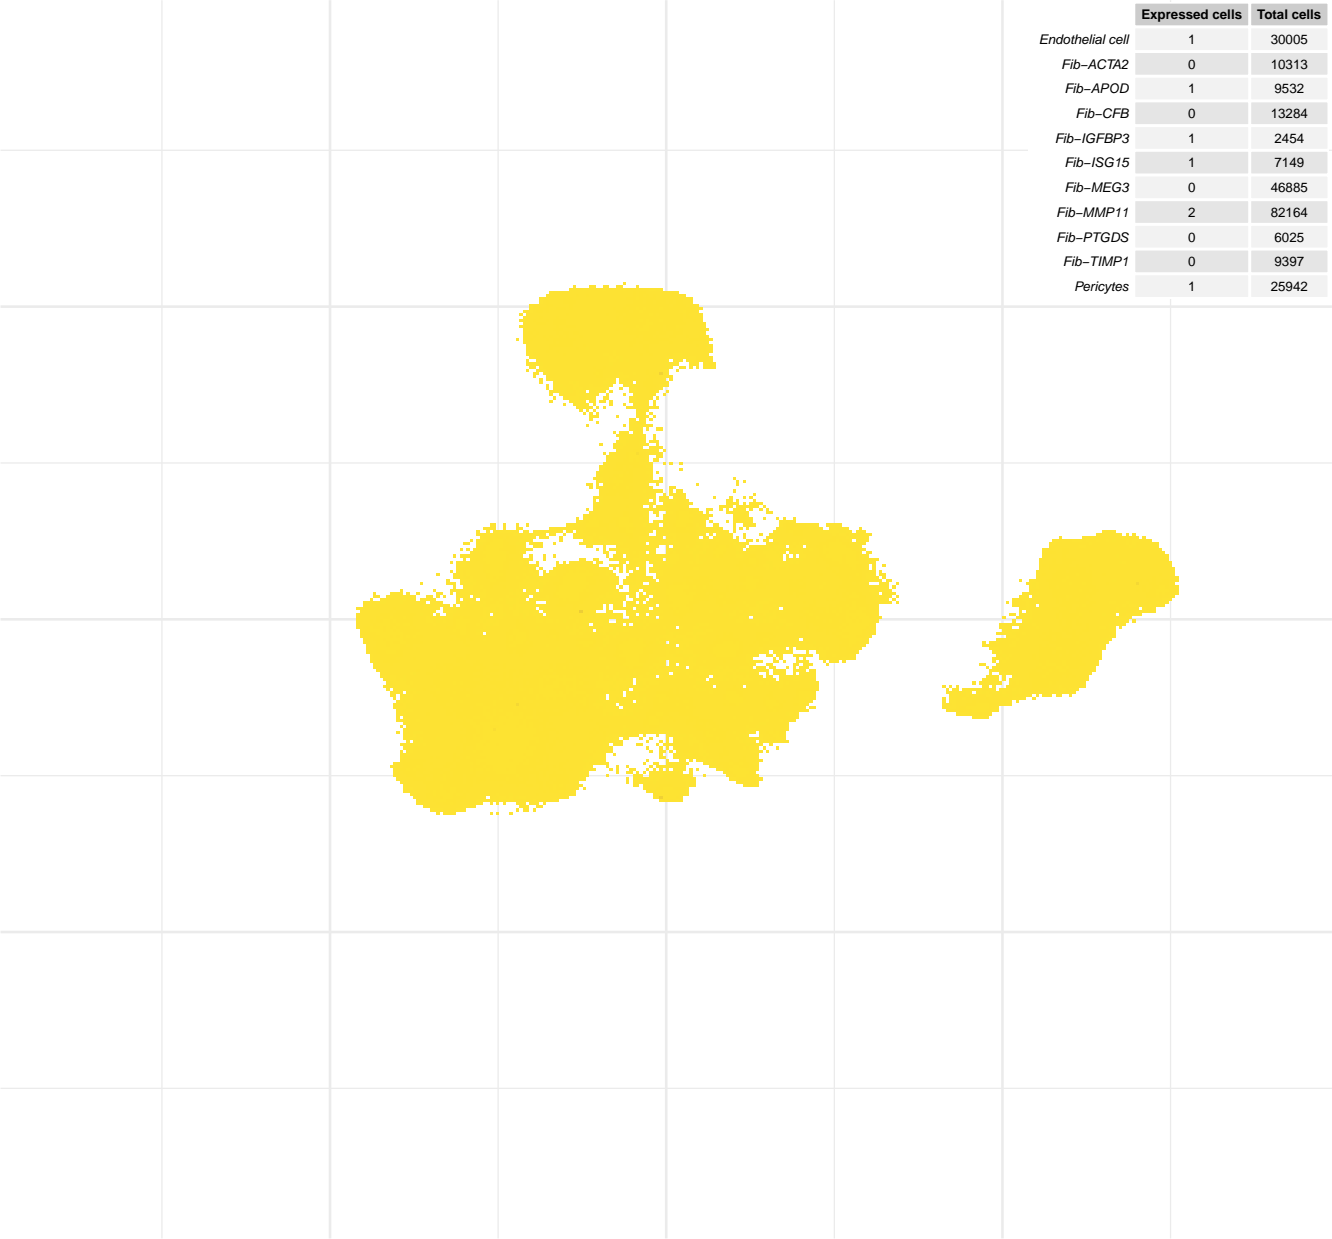 Expressed cells Total cells
Endothelial cell 1 30005
Fib−ACTA2 0 10313
Fib−APOD 1 9532
Fib−CFB 0 13284
Fib−IGFBP3 1 2454
Fib−ISG15 1 7149
Fib−MEG3 0 46885
Fib−MMP11 2 82164
Fib−PTGDS 0 6025
Fib−TIMP1 0 9397
Pericytes 1 25942